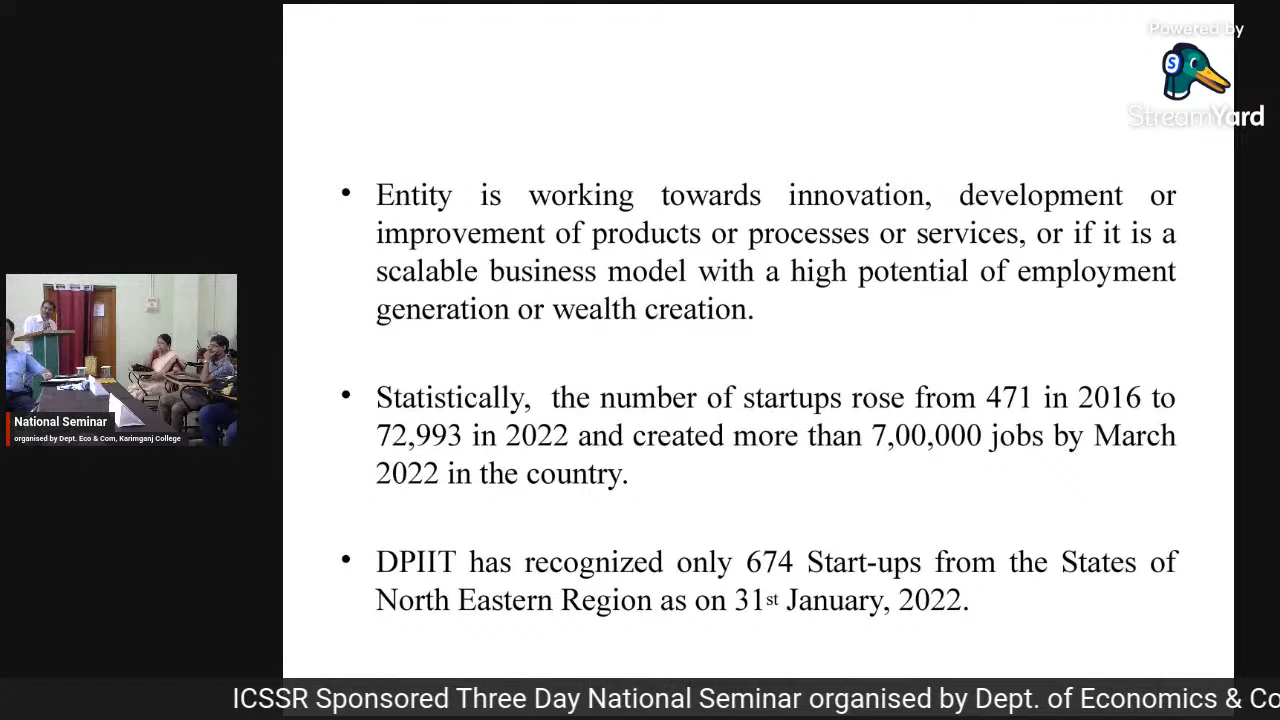 Powered by
StreamYard
• Entity is working towards innovation, development or
improvement of products or processes or services, or if it is a
scalable business model with a high potential of employment
generation or wealth creation.
• Statistically,  the number of startups rose from 471 in 2016 to
72,993 in 2022 and created more than 7,00,000 jobs by March
2022 in the country.
• DPIIT has recognized only 674 Start-ups from the States of
North Eastern Region as on 31st January, 2022.
National Seminar
organised by Dept. Eco & Com, Karimganj College
ICSSR Sponsored Three Day National Seminar organised by Dept. of Economics & Co